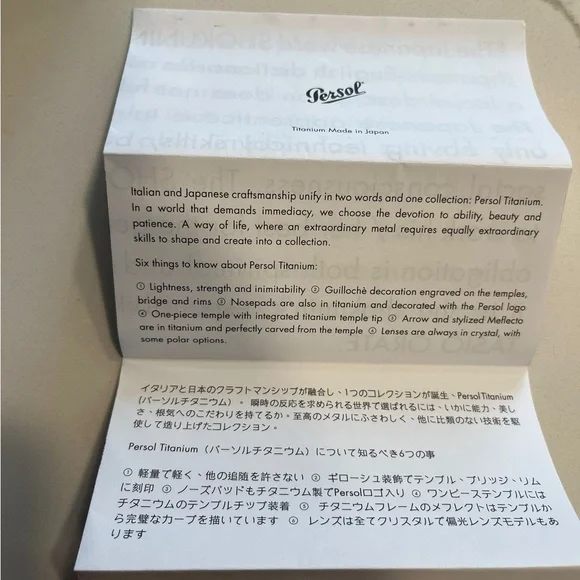 Persol
Titanium Made in Japan
Italian and Japanese craftsmanship unify in two words and one collection: Persol Titanium.
In a world that demands immediacy, we choose the devotion to ability, beauty and
patience. A way of life, where an extraordinary metal requires equally extraordinary
skills to shape and create into a collection.
Six things to know about Persol Titanium:
① Lightness, strength and inimitability ② Guillochè decoration engraved on the temples,
bridge and rims ③ Nosepads are also in titanium and decorated with the Persol logo
④ One-piece temple with integrated titanium temple tip ⑤ Arrow and stylized Meflecto
are in titanium and perfectly carved from the temple ⑥ Lenses are always in crystal, with
some polar options.
イタリアと日本のクラフトマンシップが融合し、1つのコレクションが誕生、Persol Titanium
(パーソルチタニウム)。 瞬時の反応を求められる世界で選ばれるには、いかに能力、美し
さ、根気へのこだわりを持てるか。至高のメタルにふさわしく、他に比類のない技術を駆
使して造り上げたコレクション。
Persol Titanium(パーソルチタニウム)について知るべき6つの事
① 軽量で軽く、他の追随を許さない ② ギローシュ装飾でテンプル、ブリッジ、リム
に刻印 ③ ノーズパッドもチタニウム製でPersolロゴ入り ④ ワンピーステンプルには
チタニウムのテンプルチップ装着 ⑤ チタニウムフレームのメフレクトはテンプル
から完璧なカーブを描いています ⑥ レンズは全てクリスタルで偏光レンズモデルもあ
ります